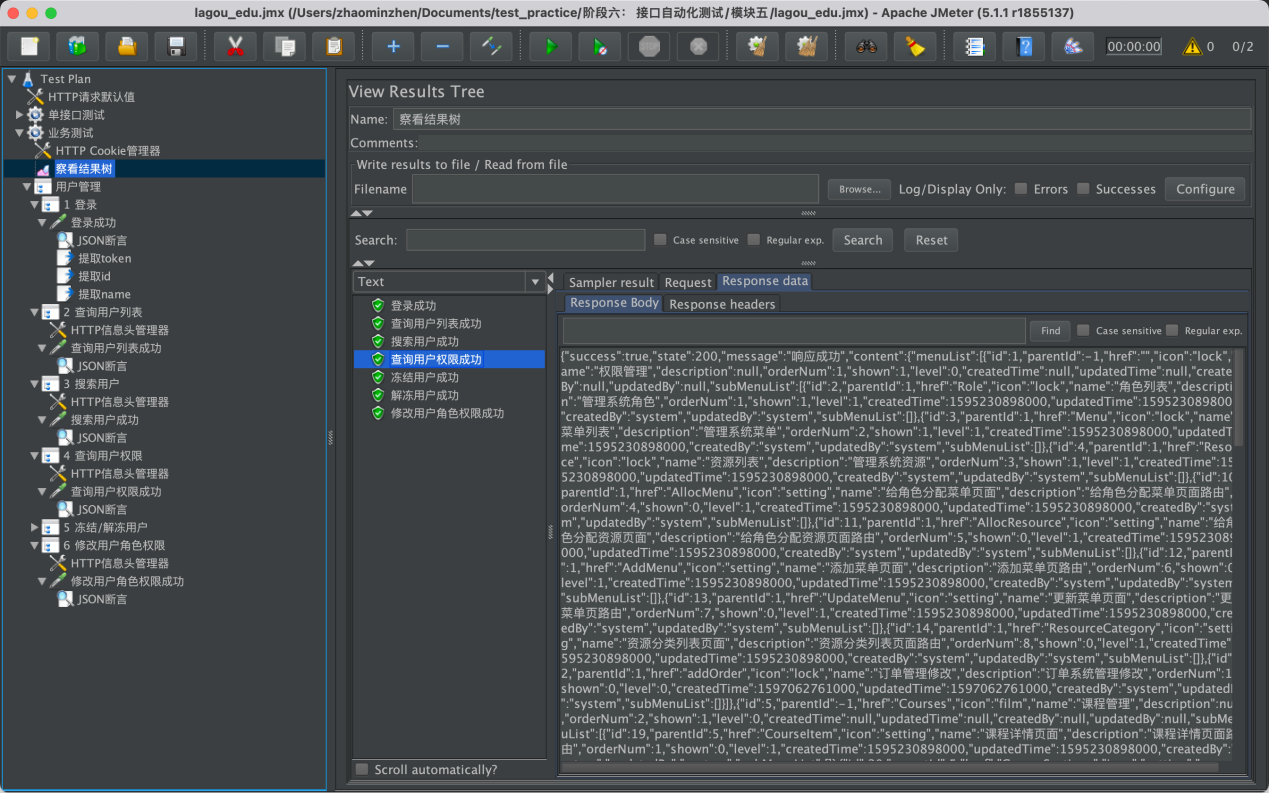 lagou_edu.jmx (/Users/zhaominzhen/Documents/test_practice/阶段六： 接口自动化测试/模块五/lagou_edu.jmx) - Apache JMeter (5.1.1 r1855137)
STOP
00:00:00
0
0/2
Test Plan
HTTP请求默认值
单接口测试
业务测试
HTTP Cookie管理器
察看结果树
用户管理
1 登录
登录成功
JSON断言
提取token
提取id
提取name
2 查询用户列表
HTTP信息头管理器
查询用户列表成功
JSON断言
3 搜索用户
HTTP信息头管理器
搜索用户成功
JSON断言
4 查询用户权限
HTTP信息头管理器
查询用户权限成功
JSON断言
5 冻结/解冻用户
6 修改用户角色权限
HTTP信息头管理器
修改用户角色权限成功
JSON断言
View Results Tree
Name: 察看结果树
Comments:
Write results to file / Read from file
Filename Browse... Log/Display Only: Errors Successes Configure
Search: Case sensitive Regular exp. Search Reset
Text
登录成功
查询用户列表成功
搜索用户成功
查询用户权限成功
冻结用户成功
解冻用户成功
修改用户角色权限成功
Scroll automatically?
Sampler result Request Response data
Response Body Response headers
Find Case sensitive Regular exp.
{"success":true,"state":200,"message":"响应成功","content":{"menuList":[{"id":1,"parentId":-1,"href":"","icon":"lock",
ame":"权限管理","description":null,"orderNum":1,"shown":1,"level":0,"createdTime":null,"updatedTime":null,"create
By":null,"updatedBy":null,"subMenuList":[{"id":2,"parentId":1,"href":"Role","icon":"lock","name":"角色列表","descripti
n":"管理系统角色","orderNum":1,"shown":1,"level":1,"createdTime":1595230898000,"updatedTime":1595230898000
"createdBy":"system","updatedBy":"system","subMenuList":[]},{"id":3,"parentId":1,"href":"Menu","icon":"lock","name"
菜单列表","description":"管理系统菜单","orderNum":2,"shown":1,"level":1,"createdTime":1595230898000,"updatedT
me":1595230898000,"createdBy":"system","updatedBy":"system","subMenuList":[]},{"id":4,"parentId":1,"href":"Reso
ce","icon":"lock","name":"资源列表","description":"管理系统资源","orderNum":3,"shown":1,"level":1,"createdTime":15
5230898000,"updatedTime":1595230898000,"createdBy":"system","updatedBy":"system","subMenuList":[]},{"id":10
parentId":1,"href":"AllocMenu","icon":"setting","name":"给角色分配菜单页面","description":"给角色分配菜单页面路由",
orderNum":4,"shown":0,"level":1,"createdTime":1595230898000,"updatedTime":1595230898000,"createdBy":"syst
m","updatedBy":"system","subMenuList":[]},{"id":11,"parentId":1,"href":"AllocResource","icon":"setting","name":"给角
色分配资源页面","description":"给角色分配资源页面路由","orderNum":5,"shown":0,"level":1,"createdTime":1595230898
000,"updatedTime":1595230898000,"createdBy":"system","updatedBy":"system","subMenuList":[]},{"id":12,"parentI
:1,"href":"AddMenu","icon":"setting","name":"添加菜单页面","description":"添加菜单页路由","orderNum":6,"shown":0
level":1,"createdTime":1595230898000,"updatedTime":1595230898000,"createdBy":"system","updatedBy":"system
"subMenuList":[]},{"id":13,"parentId":1,"href":"UpdateMenu","icon":"setting","name":"更新菜单页面","description":"更
菜单页路由","orderNum":7,"shown":0,"level":1,"createdTime":1595230898000,"updatedTime":1595230898000,"cre
edBy":"system","updatedBy":"system","subMenuList":[]},{"id":14,"parentId":1,"href":"ResourceCategory","icon":"setti
g","name":"资源分类列表页面","description":"资源分类列表页面路由","orderNum":8,"shown":0,"level":1,"createdTime":
595230898000,"updatedTime":1595230898000,"createdBy":"system","updatedBy":"system","subMenuList":[]},{"id"
2,"parentId":1,"href":"addOrder","icon":"lock","name":"订单管理修改","description":"订单系统管理修改","orderNum":1
shown":0,"level":0,"createdTime":1597062761000,"updatedTime":1597062761000,"createdBy":"system","updatedB
:"system","subMenuList":[]}]},{"id":5,"parentId":-1,"href":"Courses","icon":"film","name":"课程管理","description":nu
,"orderNum":2,"shown":1,"level":0,"createdTime":null,"updatedTime":null,"createdBy":null,"updatedBy":null,"subMe
uList":[{"id":19,"parentId":5,"href":"CourseItem","icon":"setting","name":"课程详情页面","description":"课程详情页面路
由","orderNum":1,"shown":0,"level":1,"createdTime":1595230898000,"updatedTime":1595230898000,"createdBy":